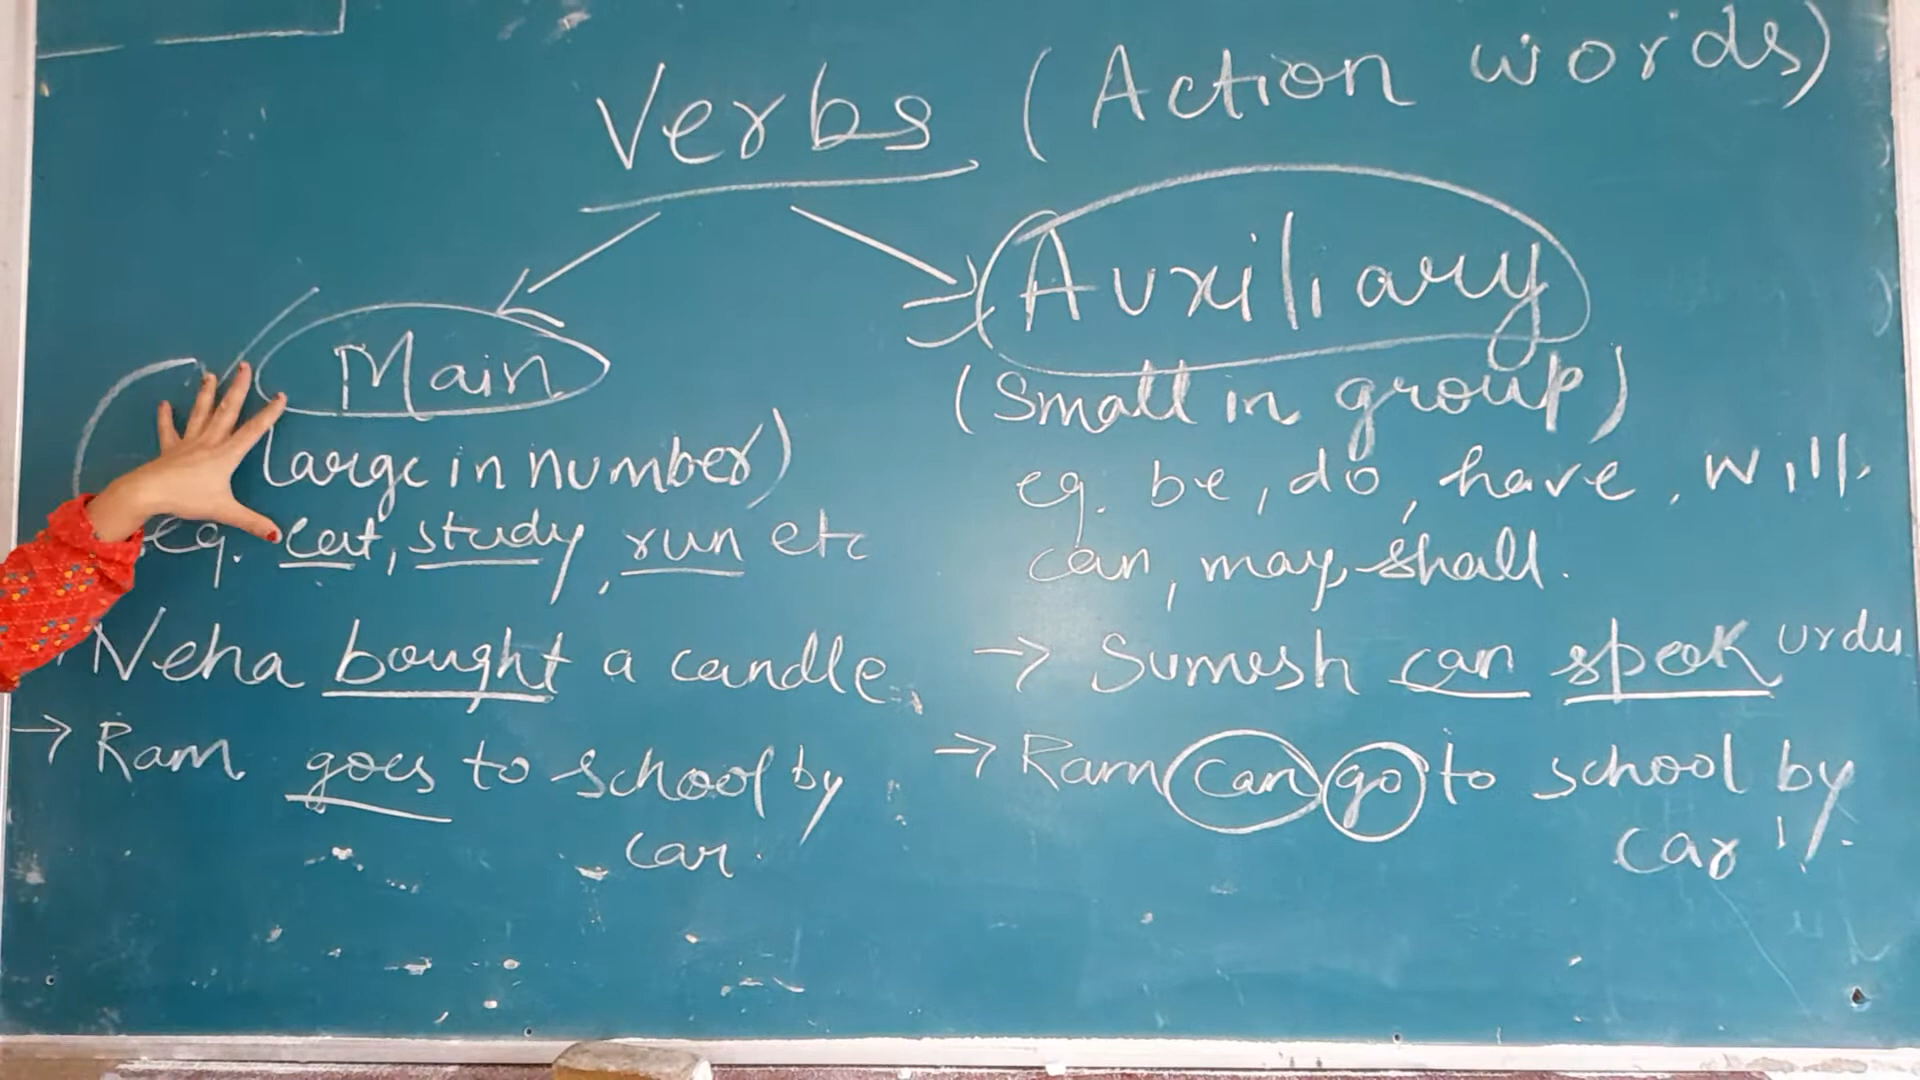 Verbs (Action words)
Main
(large in number)
eg. eat, study, run etc
Neha bought a candle.
→ Ram goes to school by
car.
Auxiliary
(Small in group)
eg. be, do, have, will,
can, may, shall.
→ Sumesh can speak urdu
→ Ram can go to school by
car